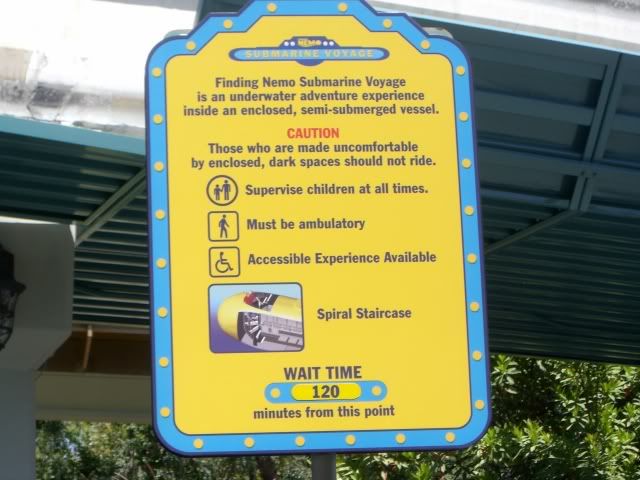 NEMO
SUBMARINE VOYAGE
Finding Nemo Submarine Voyage
is an underwater adventure experience
inside an enclosed, semi-submerged vessel.
CAUTION
Those who are made uncomfortable
by enclosed, dark spaces should not ride.
Supervise children at all times.
Must be ambulatory
Accessible Experience Available
Spiral Staircase
WAIT TIME
120
minutes from this point